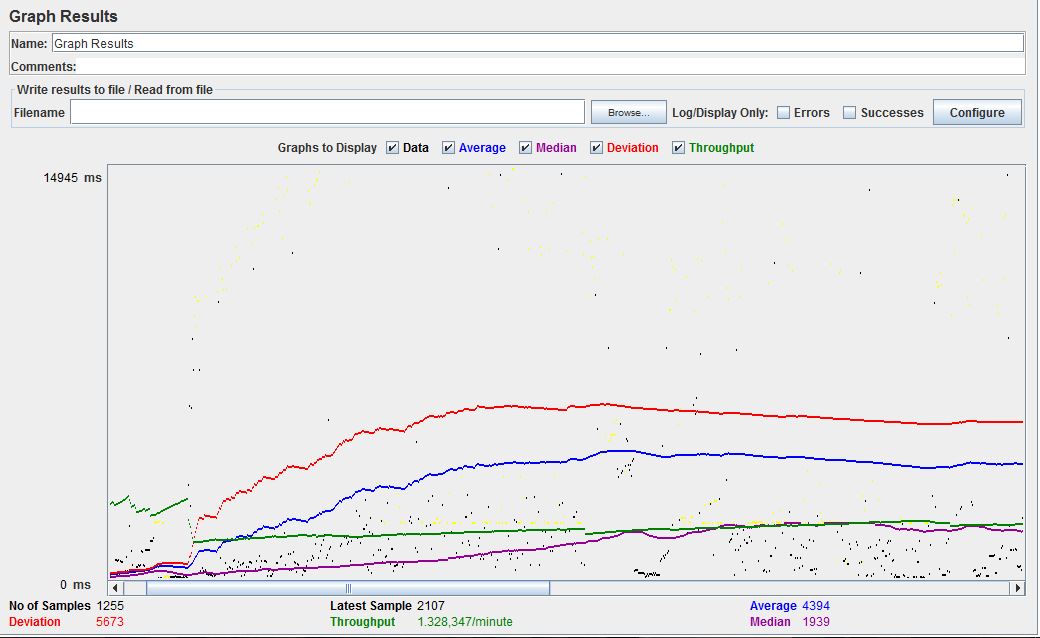 Graph Results
Name: Graph Results
Comments:
Write results to file / Read from file
Filename Browse... Log/Display Only: Errors Successes Configure
Graphs to Display Data Average Median Deviation Throughput
14945 ms
0 ms
No of Samples 1255 Latest Sample 2107 Average 4394
Deviation 5673 Throughput 1.328,347/minute Median 1939